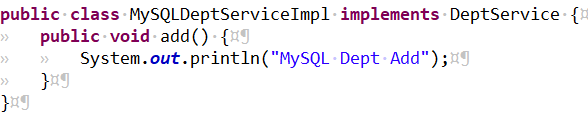 public class MySQLDeptServiceImpl implements DeptService {¤¶
»   public void add() {¤¶
»   »   System.out.println("MySQL·Dept·Add");¤¶
»   }¤¶
}¤¶